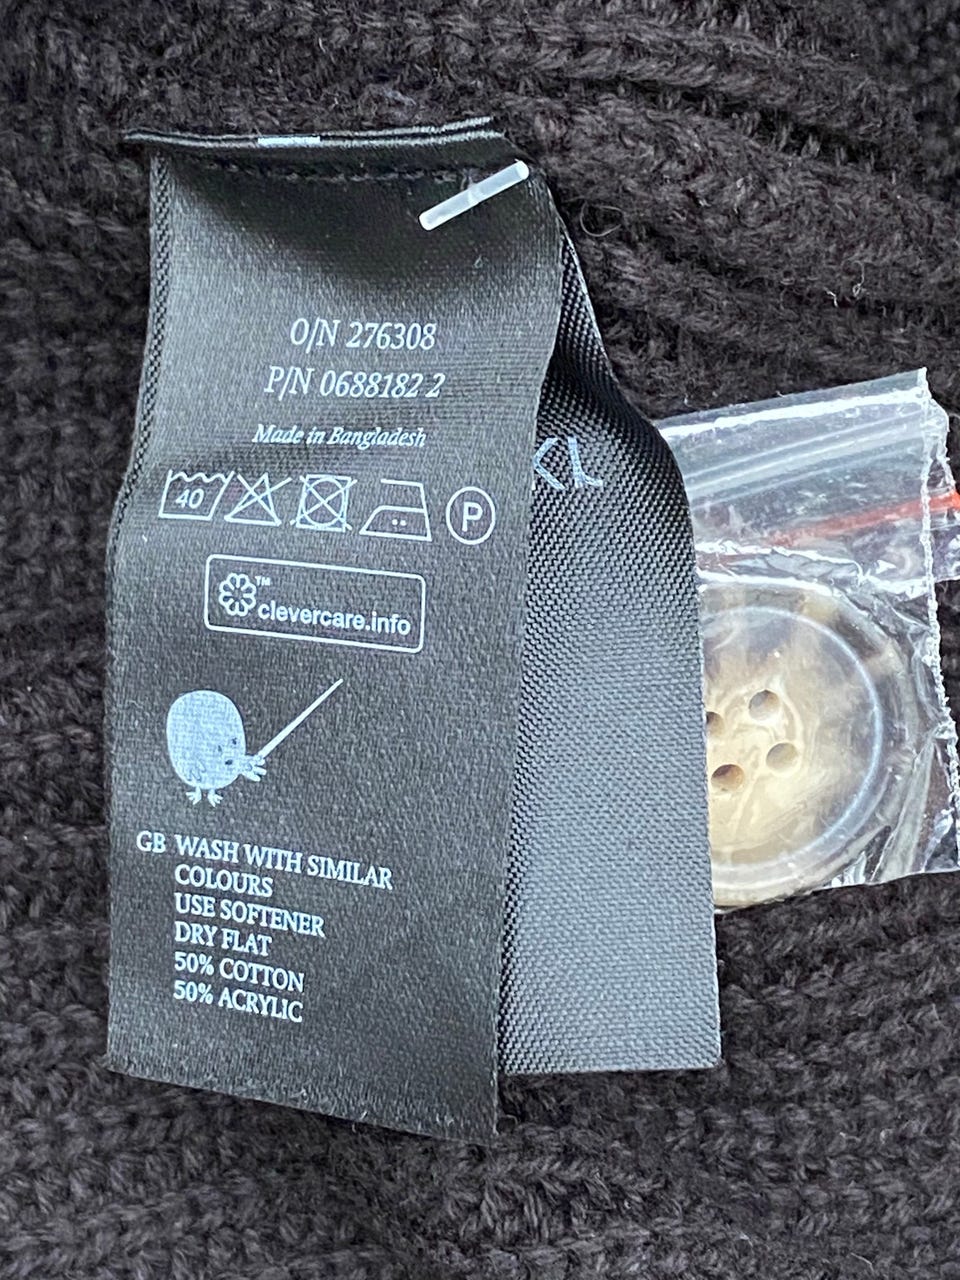 O/N 276308
P/N 0688182 2
Made in Bangladesh
40 P
™
clevercare.info
GB WASH WITH SIMILAR
COLOURS
USE SOFTENER
DRY FLAT
50% COTTON
50% ACRYLIC